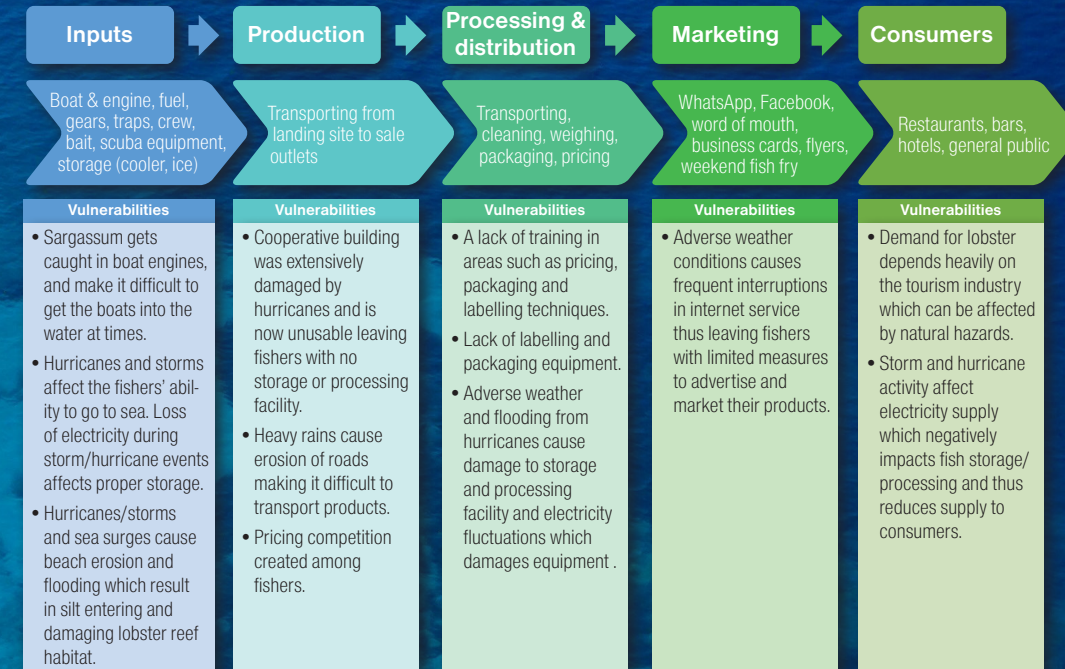 Inputs
Production
Processing &
distribution
Marketing
Consumers
Boat & engine, fuel,
gears, traps, crew,
bait, scuba equipment,
storage (cooler, ice)
Transporting from
landing site to sale
outlets
Transporting,
cleaning, weighing,
packaging, pricing
WhatsApp, Facebook,
word of mouth,
business cards, flyers,
weekend fish fry
Restaurants, bars,
hotels, general public
Vulnerabilities
• Sargassum gets
caught in boat engines,
and make it difficult to
get the boats into the
water at times.
• Hurricanes and storms
affect the fishers’ abil-
ity to go to sea. Loss
of electricity during
storm/hurricane events
affects proper storage.
• Hurricanes/storms
and sea surges cause
beach erosion and
flooding which result
in silt entering and
damaging lobster reef
habitat.
Vulnerabilities
• Cooperative building
was extensively
damaged by
hurricanes and is
now unusable leaving
fishers with no
storage or processing
facility.
• Heavy rains cause
erosion of roads
making it difficult to
transport products.
• Pricing competition
created among
fishers.
Vulnerabilities
• A lack of training in
areas such as pricing,
packaging and
labelling techniques.
• Lack of labelling and
packaging equipment.
• Adverse weather
and flooding from
hurricanes cause
damage to storage
and processing
facility and electricity
fluctuations which
damages equipment .
Vulnerabilities
• Adverse weather
conditions causes
frequent interruptions
in internet service
thus leaving fishers
with limited measures
to advertise and
market their products.
Vulnerabilities
• Demand for lobster
depends heavily on
the tourism industry
which can be affected
by natural hazards.
• Storm and hurricane
activity affect
electricity supply
which negatively
impacts fish storage/
processing and thus
reduces supply to
consumers.